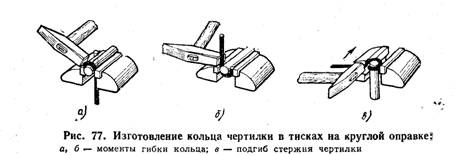 а) б) в)
Рис. 77. Изготовление кольца чертилки в тисках на круглой оправке:
а, б — моменты гибки кольца; в — подгиб стержня чертилки